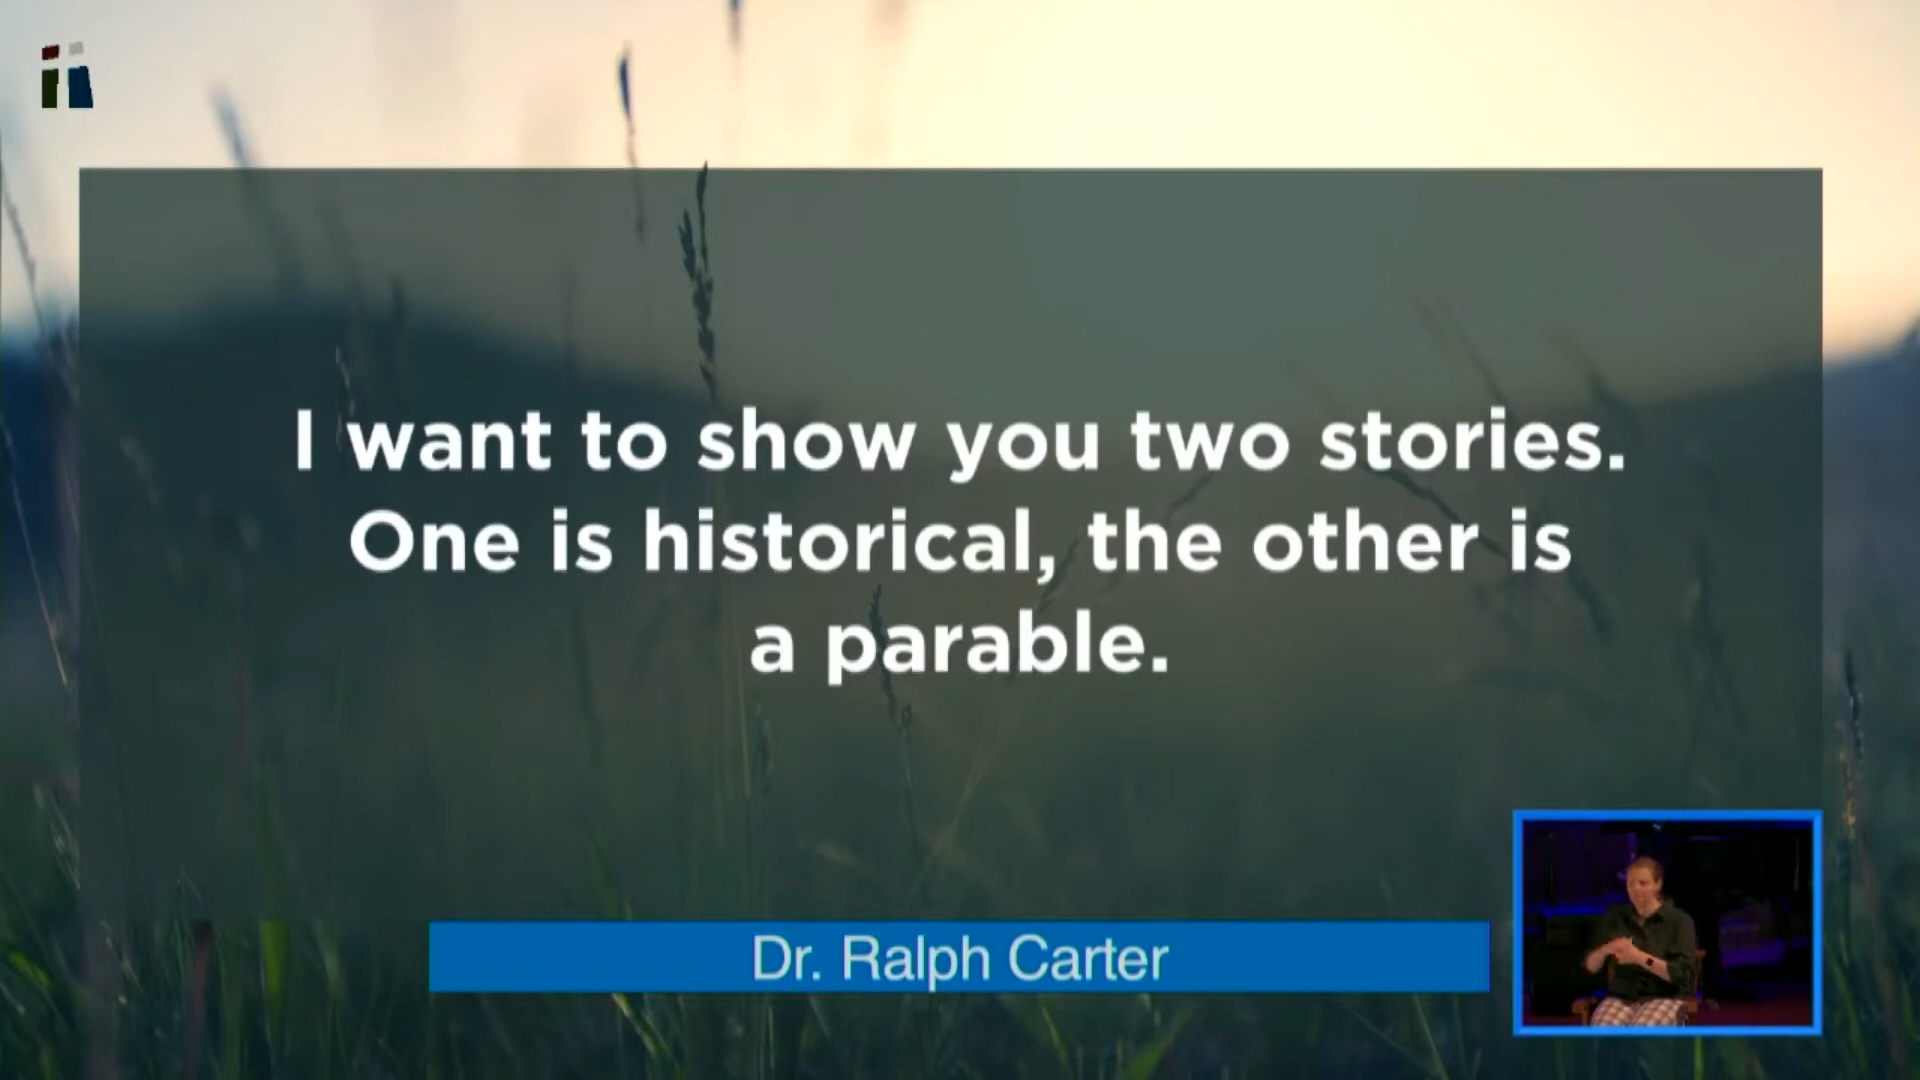 I want to show you two stories.
One is historical, the other is
a parable.
Dr. Ralph Carter